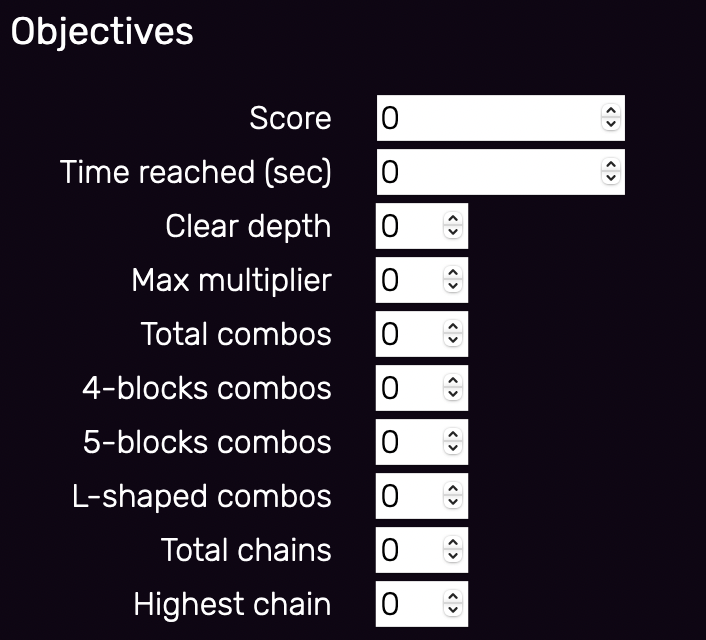 Objectives
Score 0
Time reached (sec) 0
Clear depth 0
Max multiplier 0
Total combos 0
4-blocks combos 0
5-blocks combos 0
L-shaped combos 0
Total chains 0
Highest chain 0